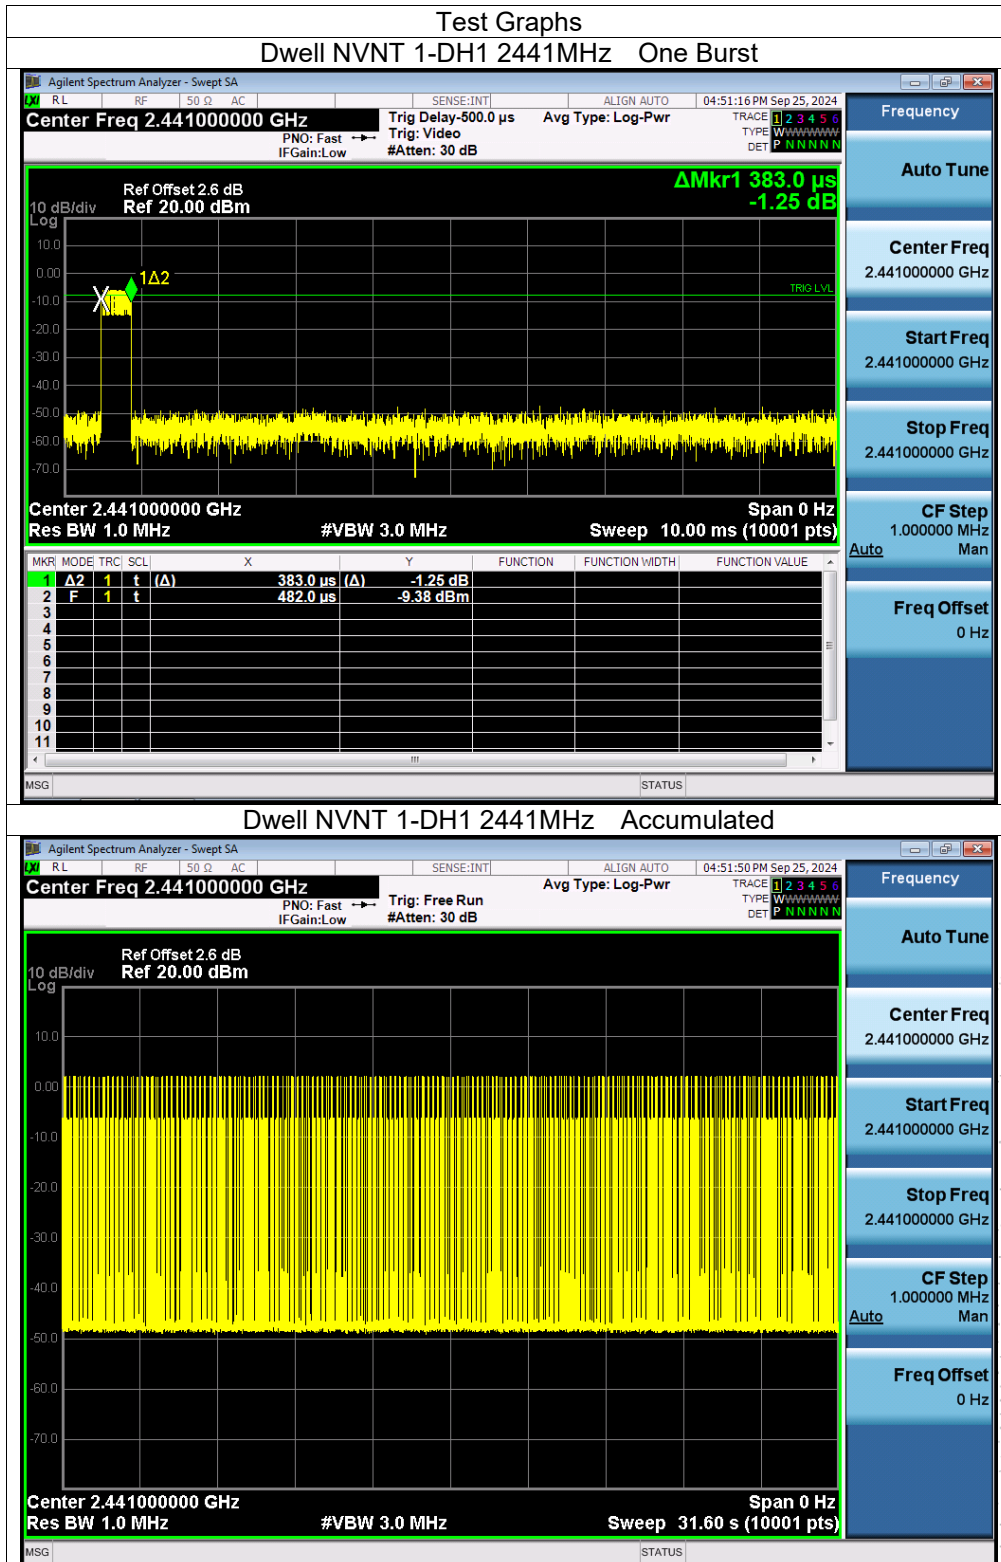 Test Graphs
Dwell NVNT 1-DH1 2441MHz One Burst
Agilent Spectrum Analyzer - Swept SA
LXI RL RF 50 Ω AC SENSE:INT ALIGN AUTO 04:51:16 PM Sep 25, 2024
Center Freq 2.441000000 GHz
PNO: Fast
IFGain:Low
Trig Delay-500.0 µs
Trig: Video
#Atten: 30 dB
Avg Type: Log-Pwr
TRACE 1 2 3 4 5 6
TYPE WWWWWW
DET P N N N N N
Frequency
Auto Tune
Center Freq
2.441000000 GHz
Start Freq
2.441000000 GHz
Stop Freq
2.441000000 GHz
CF Step
1.000000 MHz
Auto Man
Freq Offset
0 Hz
ΔMkr1 383.0 µs
-1.25 dB
Ref Offset 2.6 dB
10 dB/div Ref 20.00 dBm
Log
10.0
0.00
-10.0
-20.0
-30.0
-40.0
-50.0
-60.0
-70.0
X
1Δ2
TRIG LVL
Center 2.441000000 GHz Span 0 Hz
Res BW 1.0 MHz #VBW 3.0 MHz Sweep 10.00 ms (10001 pts)
MKR MODE TRC SCL X Y FUNCTION FUNCTION WIDTH FUNCTION VALUE
1 Δ2 1 t (Δ) 383.0 µs (Δ) -1.25 dB
2 F 1 t 482.0 µs -9.38 dBm
3
4
5
6
7
8
9
10
11
MSG STATUS
Dwell NVNT 1-DH1 2441MHz Accumulated
Agilent Spectrum Analyzer - Swept SA
LXI RL RF 50 Ω AC SENSE:INT ALIGN AUTO 04:51:50 PM Sep 25, 2024
Center Freq 2.441000000 GHz
PNO: Fast
IFGain:Low
Trig: Free Run
#Atten: 30 dB
Avg Type: Log-Pwr
TRACE 1 2 3 4 5 6
TYPE WWWWWW
DET P N N N N N
Frequency
Auto Tune
Center Freq
2.441000000 GHz
Start Freq
2.441000000 GHz
Stop Freq
2.441000000 GHz
CF Step
1.000000 MHz
Auto Man
Freq Offset
0 Hz
Ref Offset 2.6 dB
10 dB/div Ref 20.00 dBm
Log
10.0
0.00
-10.0
-20.0
-30.0
-40.0
-50.0
-60.0
-70.0
Center 2.441000000 GHz Span 0 Hz
Res BW 1.0 MHz #VBW 3.0 MHz Sweep 31.60 s (10001 pts)
MSG STATUS